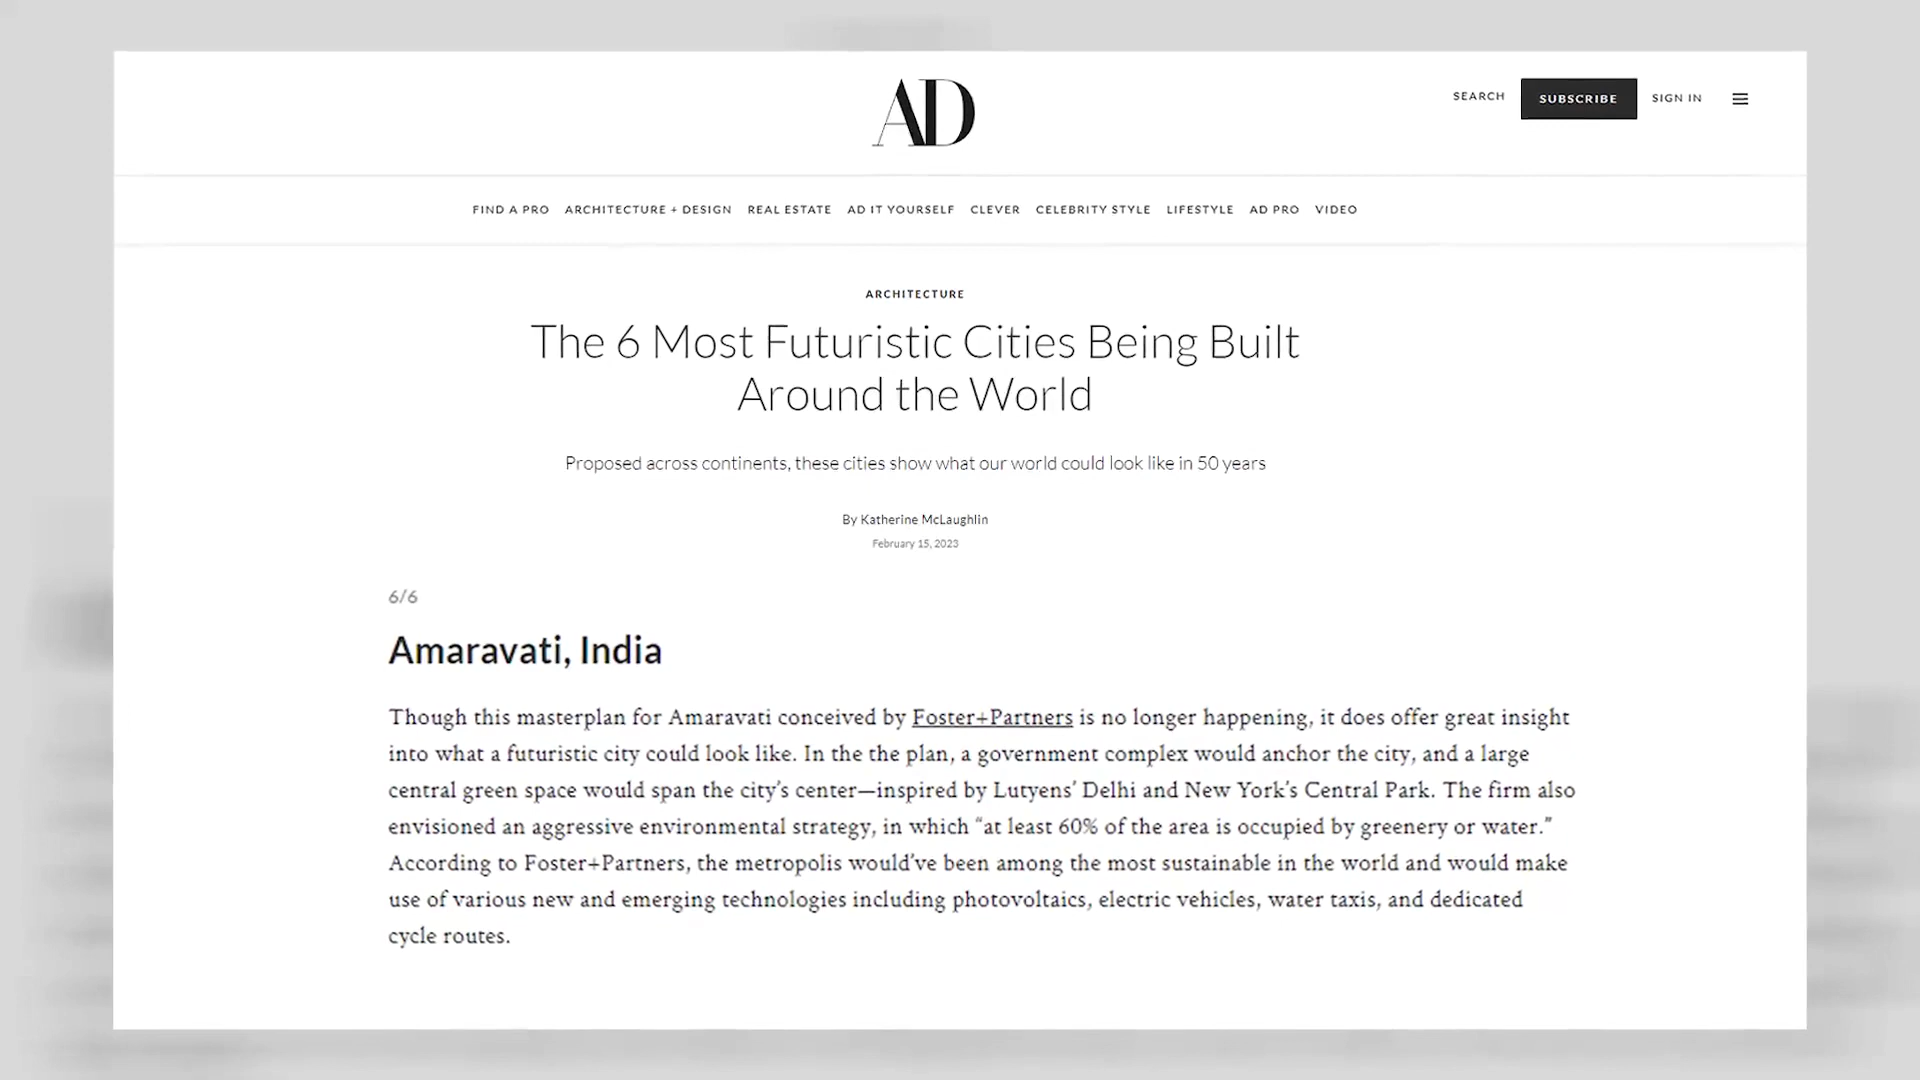 AD
SEARCH SUBSCRIBE SIGN IN
FIND A PRO ARCHITECTURE + DESIGN REAL ESTATE AD IT YOURSELF CLEVER CELEBRITY STYLE LIFESTYLE AD PRO VIDEO
ARCHITECTURE
The 6 Most Futuristic Cities Being Built
Around the World
Proposed across continents, these cities show what our world could look like in 50 years
By Katherine McLaughlin
February 15, 2023
6/6
Amaravati, India
Though this masterplan for Amaravati conceived by Foster+Partners is no longer happening, it does offer great insight
into what a futuristic city could look like. In the the plan, a government complex would anchor the city, and a large
central green space would span the city’s center—inspired by Lutyens’ Delhi and New York’s Central Park. The firm also
envisioned an aggressive environmental strategy, in which “at least 60% of the area is occupied by greenery or water.”
According to Foster+Partners, the metropolis would’ve been among the most sustainable in the world and would make
use of various new and emerging technologies including photovoltaics, electric vehicles, water taxis, and dedicated
cycle routes.